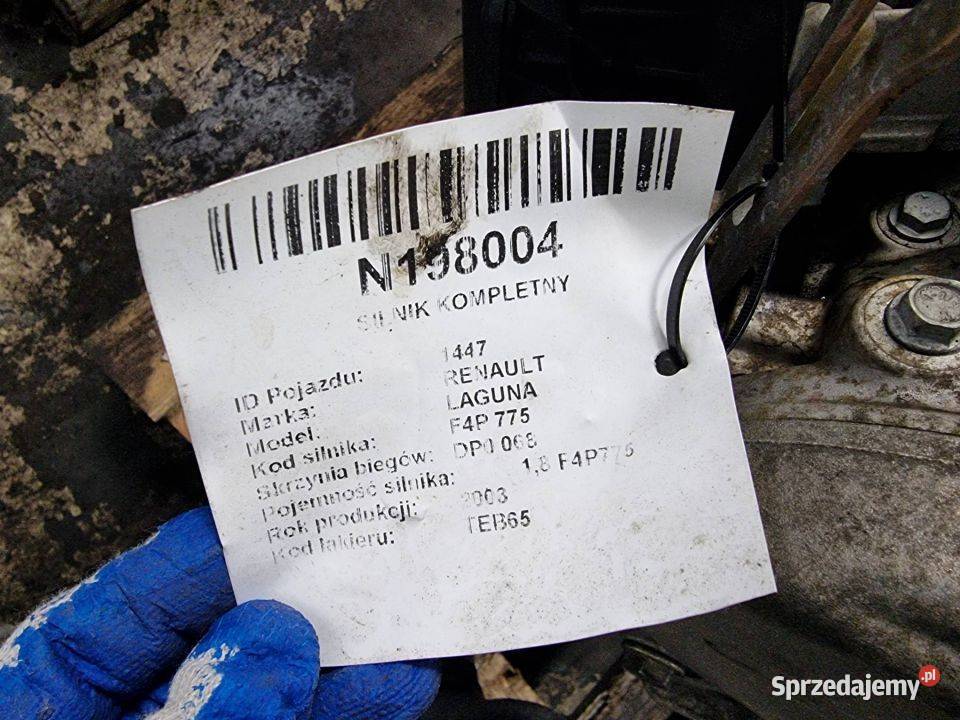 N198004
SILNIK KOMPLETNY
ID Pojazdu: 1447
Marka: RENAULT
Model: LAGUNA
Kod silnika: F4P 775
Skrzynia biegów: DP0 068
Pojemność silnika: 1,8 F4P775
Rok produkcji: 2003
Kod lakieru: TEB65
Sprzedajemy.pl